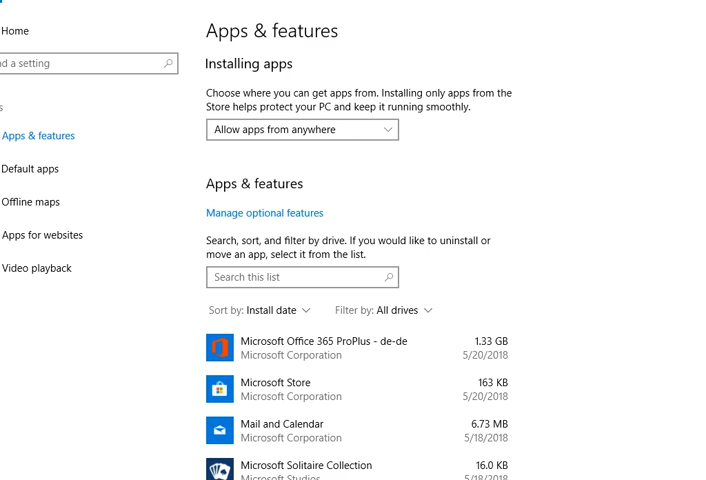 Home
d a setting
s
Apps & features
Default apps
Offline maps
Apps for websites
Video playback
Apps & features
Installing apps
Choose where you can get apps from. Installing only apps from the
Store helps protect your PC and keep it running smoothly.
Allow apps from anywhere
Apps & features
Manage optional features
Search, sort, and filter by drive. If you would like to uninstall or
move an app, select it from the list.
Search this list
Sort by: Install date Filter by: All drives
Microsoft Office 365 ProPlus - de-de 1.33 GB
Microsoft Corporation 5/20/2018
Microsoft Store 163 KB
Microsoft Corporation 5/20/2018
Mail and Calendar 6.73 MB
Microsoft Corporation 5/18/2018
Microsoft Solitaire Collection 16.0 KB
Microsoft Studios 5/18/2018